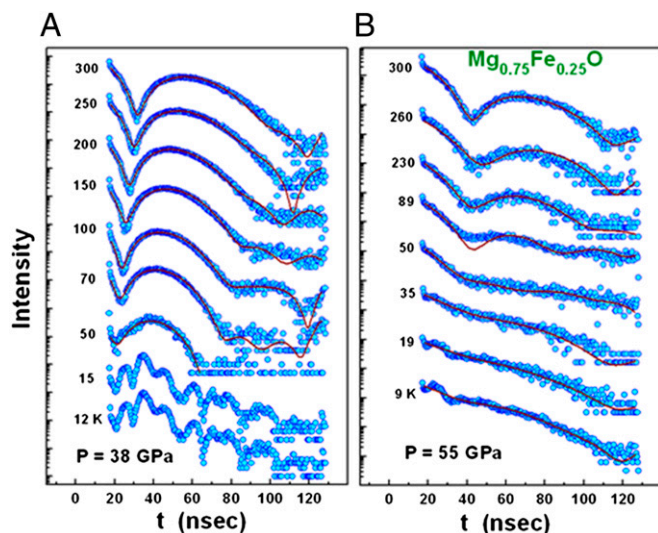 A
B
Mg0.75Fe0.25O
Intensity
300
250
200
150
100
70
50
15
12 K
P = 38 GPa
0 20 40 60 80 100 120
t (nsec)
300
260
230
89
50
35
19
9 K
P = 55 GPa
0 20 40 60 80 100 120
t (nsec)